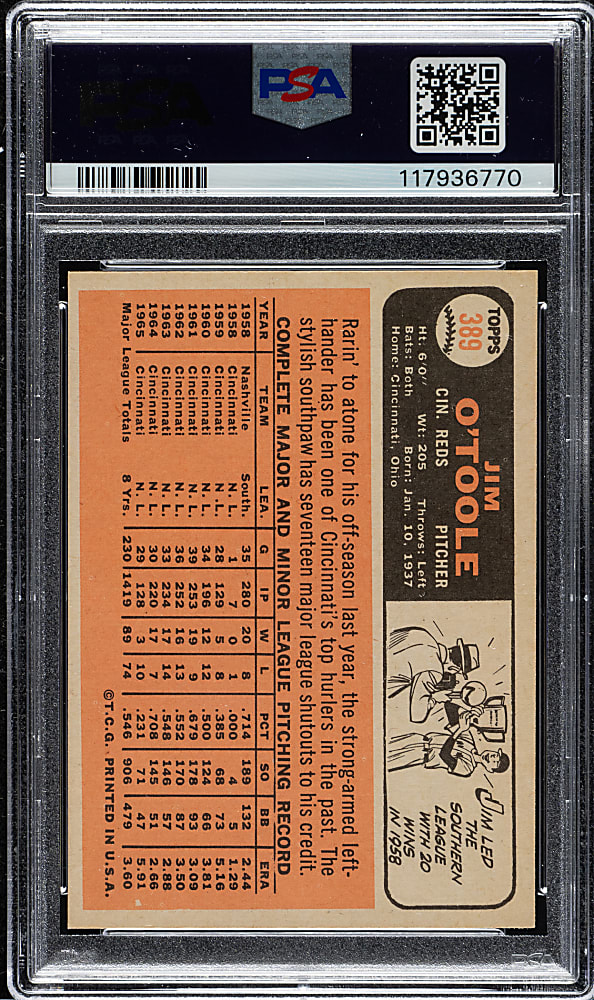 PSA
117936770
TOPPS
389
JIM
O'TOOLE
CIN. REDS PITCHER
Ht: 6'0" Wt: 205 Throws: Left
Bats: Both Born: Jan. 10, 1937
Home: Cincinnati, Ohio
JIM LED
THE
SOUTHERN
LEAGUE
WITH 20
WINS
IN 1958
Rarin' to atone for his off-season last year, the strong-armed left-
hander has been one of Cincinnati's top hurlers in the past. The
stylish southpaw has seventeen major league shutouts to his credit.
COMPLETE MAJOR AND MINOR LEAGUE PITCHING RECORD
YEAR TEAM LEA. G IP W L PCT SO BB ERA
1958 Nashville South. 35 280 20 8 .714 189 132 2.44
1958 Cincinnati N. L. 1 7 0 1 .000 4 5 1.29
1959 Cincinnati N. L. 28 129 5 8 .385 68 73 5.16
1960 Cincinnati N. L. 34 196 12 12 .500 124 66 3.81
1961 Cincinnati N. L. 39 253 19 9 .679 178 93 3.09
1962 Cincinnati N. L. 36 252 16 13 .552 170 87 3.50
1963 Cincinnati N. L. 33 234 17 14 .548 146 57 2.88
1964 Cincinnati N. L. 30 220 17 7 .708 145 51 2.66
1965 Cincinnati N. L. 29 128 3 10 .231 71 47 5.91
Major League Totals 8 Yrs. 230 1419 89 74 .546 906 479 3.60
©T.C.G. PRINTED IN U.S.A.